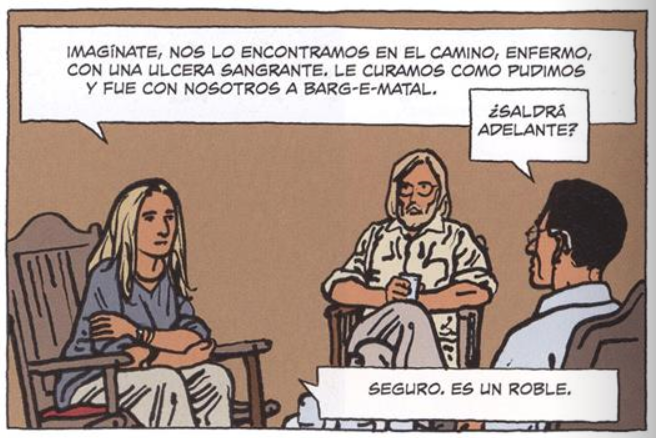 IMAGÍNATE, NOS LO ENCONTRAMOS EN EL CAMINO, ENFERMO,
CON UNA ULCERA SANGRANTE. LE CURAMOS COMO PUDIMOS
Y FUE CON NOSOTROS A BARG-E-MATAL.
¿SALDRÁ
ADELANTE?
SEGURO. ES UN ROBLE.